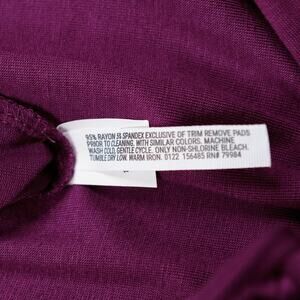 95% RAYON 5% SPANDEX EXCLUSIVE OF TRIM REMOVE PADS
PRIOR TO CLEANING. WITH SIMILAR COLORS. MACHINE
WASH COLD, GENTLE CYCLE. ONLY NON-SHLORINE BLEACH.
TUMBLE DRY LOW. WARM IRON. 0122 156485 RN# 79984